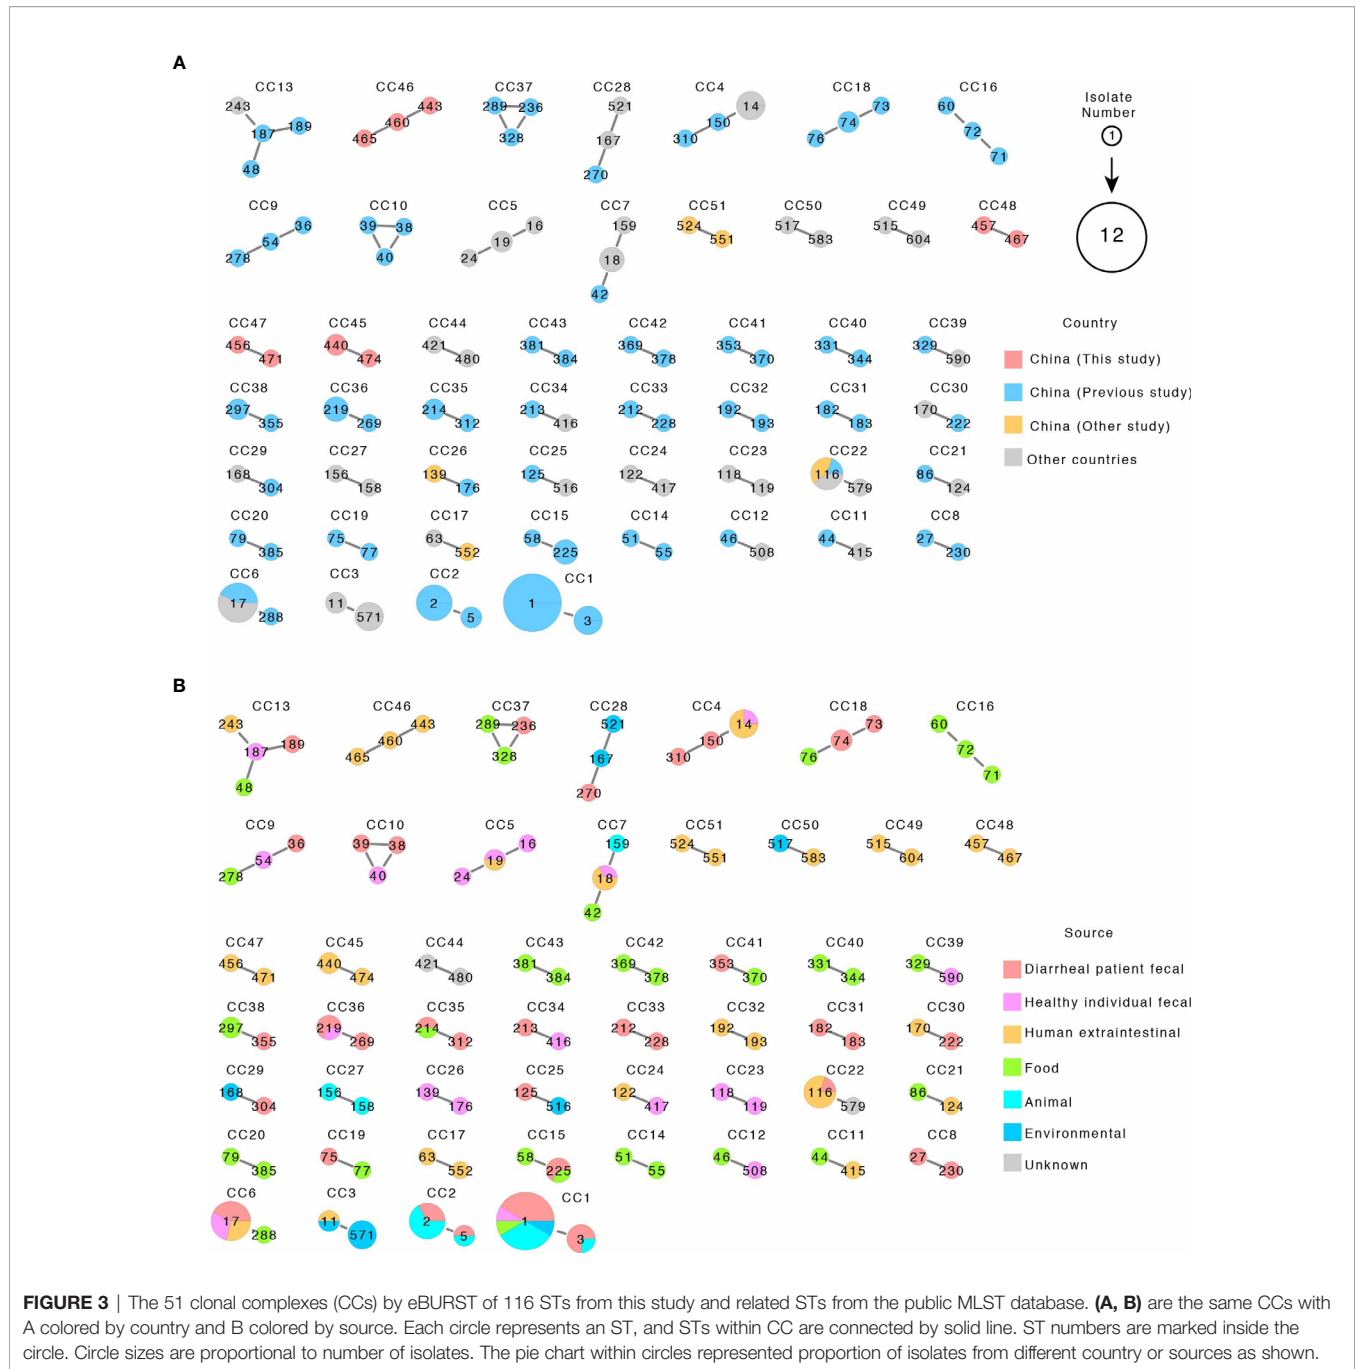 A
CC13 CC46 CC37 CC28 CC4 CC18 CC16
243 187 189 48
443 460 465
289 236 328
521 167 270
14 150 310
73 74 76
60 72 71
Isolate
Number
1
12
CC9 CC10 CC5 CC7 CC51 CC50 CC49 CC48
36 54 278
39 38 40
16 19 24
159 18 42
524 551
517 583
515 604
457 467
CC47 CC45 CC44 CC43 CC42 CC41 CC40 CC39
456 471 440 474 421 480 381 384 369 378 353 370 331 344 329 590
CC38 CC36 CC35 CC34 CC33 CC32 CC31 CC30
297 355 219 269 214 312 213 416 212 228 192 193 182 183 170 222
CC29 CC27 CC26 CC25 CC24 CC23 CC22 CC21
168 304 156 158 139 176 125 516 122 417 118 119 116 579 86 124
CC20 CC19 CC17 CC15 CC14 CC12 CC11 CC8
79 385 75 77 63 552 58 225 51 55 46 508 44 415 27 230
CC6 CC3 CC2 CC1
17 288 11 571 2 5 1 3
Country
China (This study)
China (Previous study)
China (Other study)
Other countries
B
CC13 CC46 CC37 CC28 CC4 CC18 CC16
243 187 189 48
443 460 465
289 236 328
521 167 270
14 150 310
73 74 76
60 72 71
CC9 CC10 CC5 CC7 CC51 CC50 CC49 CC48
36 54 278
39 38 40
16 19 24
159 18 42
524 551
517 583
515 604
457 467
CC47 CC45 CC44 CC43 CC42 CC41 CC40 CC39
456 471 440 474 421 480 381 384 369 378 353 370 331 344 329 590
CC38 CC36 CC35 CC34 CC33 CC32 CC31 CC30
297 355 219 269 214 312 213 416 212 228 192 193 182 183 170 222
CC29 CC27 CC26 CC25 CC24 CC23 CC22 CC21
168 304 156 158 139 176 125 516 122 417 118 119 116 579 86 124
CC20 CC19 CC17 CC15 CC14 CC12 CC11 CC8
79 385 75 77 63 552 58 225 51 55 46 508 44 415 27 230
CC6 CC3 CC2 CC1
17 288 11 571 2 5 1 3
Source
Diarrheal patient fecal
Healthy individual fecal
Human extraintestinal
Food
Animal
Environmental
Unknown
FIGURE 3 | The 51 clonal complexes (CCs) by eBURST of 116 STs from this study and related STs from the public MLST database. (A, B) are the same CCs with
A colored by country and B colored by source. Each circle represents an ST, and STs within CC are connected by solid line. ST numbers are marked inside the
circle. Circle sizes are proportional to number of isolates. The pie chart within circles represented proportion of isolates from different country or sources as shown.